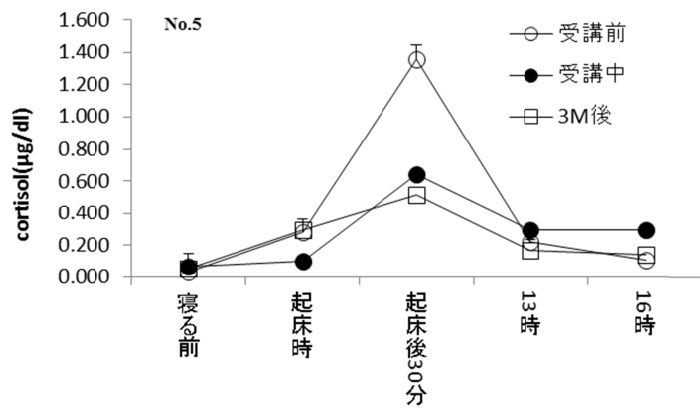 No.5
受講前
受講中
3M後
cortisol(μg/dl)
1.600
1.400
1.200
1.000
0.800
0.600
0.400
0.200
0.000
寝る前
起床時
起床後30分
13時
16時